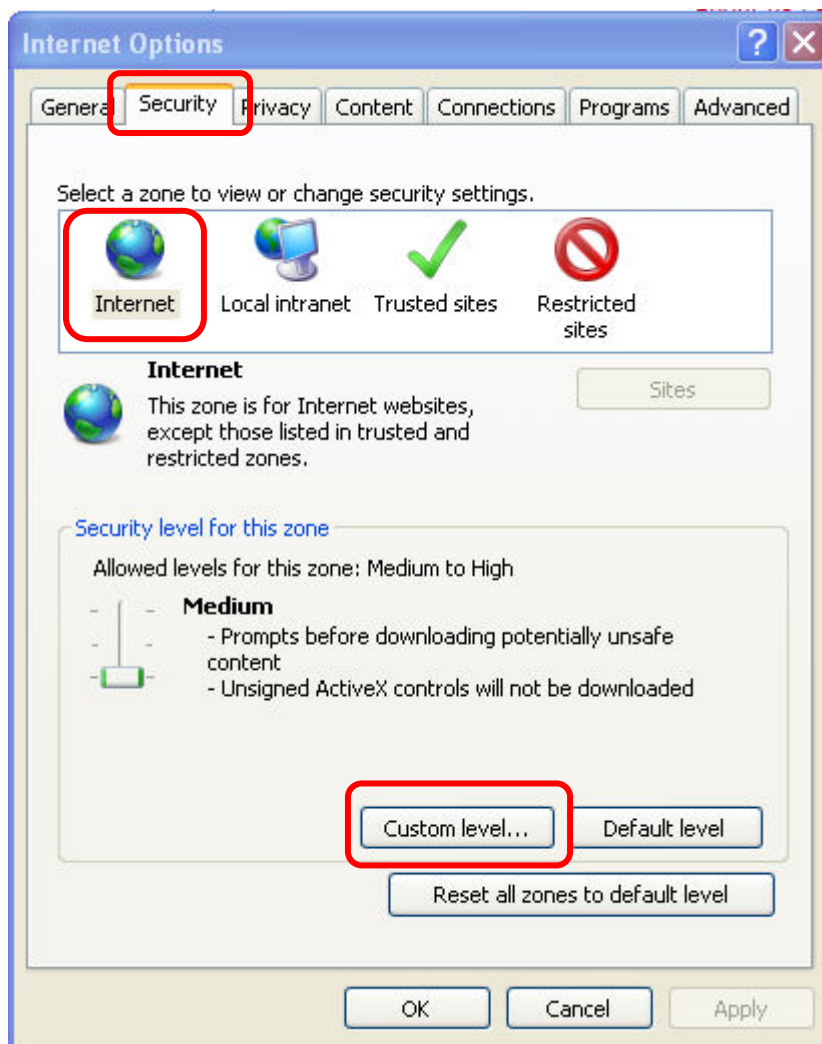 Internet Options
General Security Privacy Content Connections Programs Advanced
Select a zone to view or change security settings.
Internet Local intranet Trusted sites Restricted
sites
Internet
Sites
This zone is for Internet websites,
except those listed in trusted and
restricted zones.
Security level for this zone
Allowed levels for this zone: Medium to High
Medium
- Prompts before downloading potentially unsafe
content
- Unsigned ActiveX controls will not be downloaded
Custom level... Default level
Reset all zones to default level
OK Cancel Apply